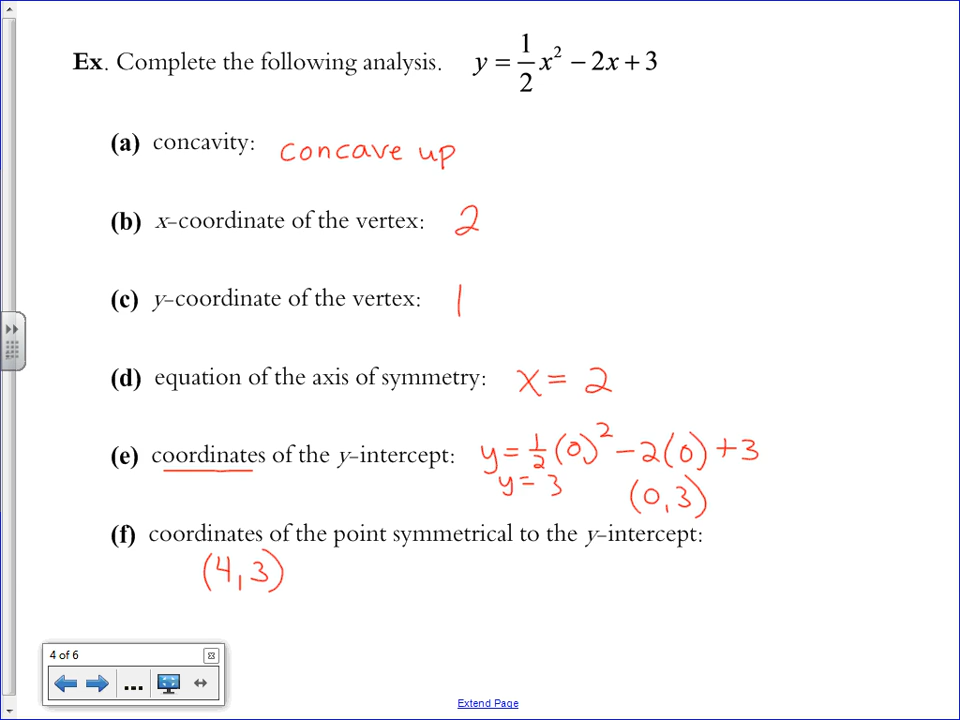 Ex. Complete the following analysis. y = 1/2 x² − 2x + 3
(a) concavity: concave up
(b) x-coordinate of the vertex: 2
(c) y-coordinate of the vertex: 1
(d) equation of the axis of symmetry: x = 2
(e) coordinates of the y-intercept: y = 1/2 (0)² − 2(0) + 3
y = 3 (0, 3)
(f) coordinates of the point symmetrical to the y-intercept:
(4, 3)
4 of 6
...
Extend Page